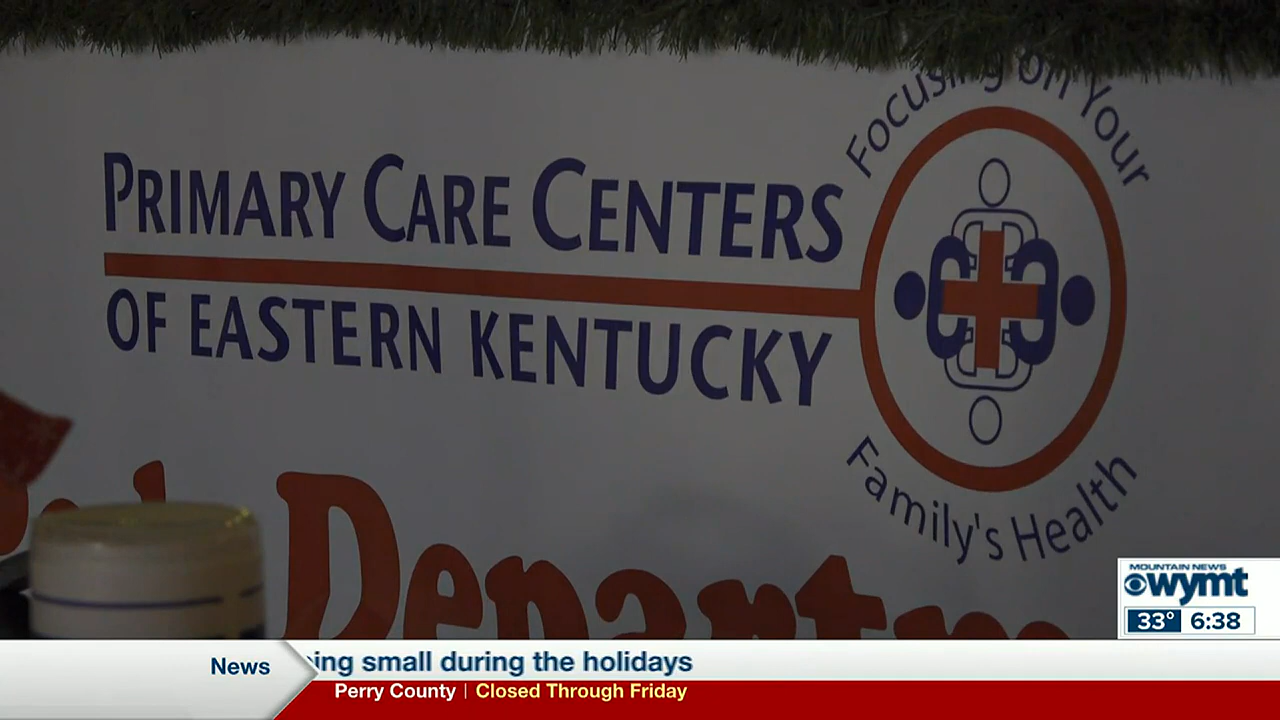 Focusing on Your
PRIMARY CARE CENTERS
OF EASTERN KENTUCKY
Family's Health
Departm
MOUNTAIN NEWS
wymt
33° 6:38
News
ing small during the holidays
Perry County | Closed Through Friday